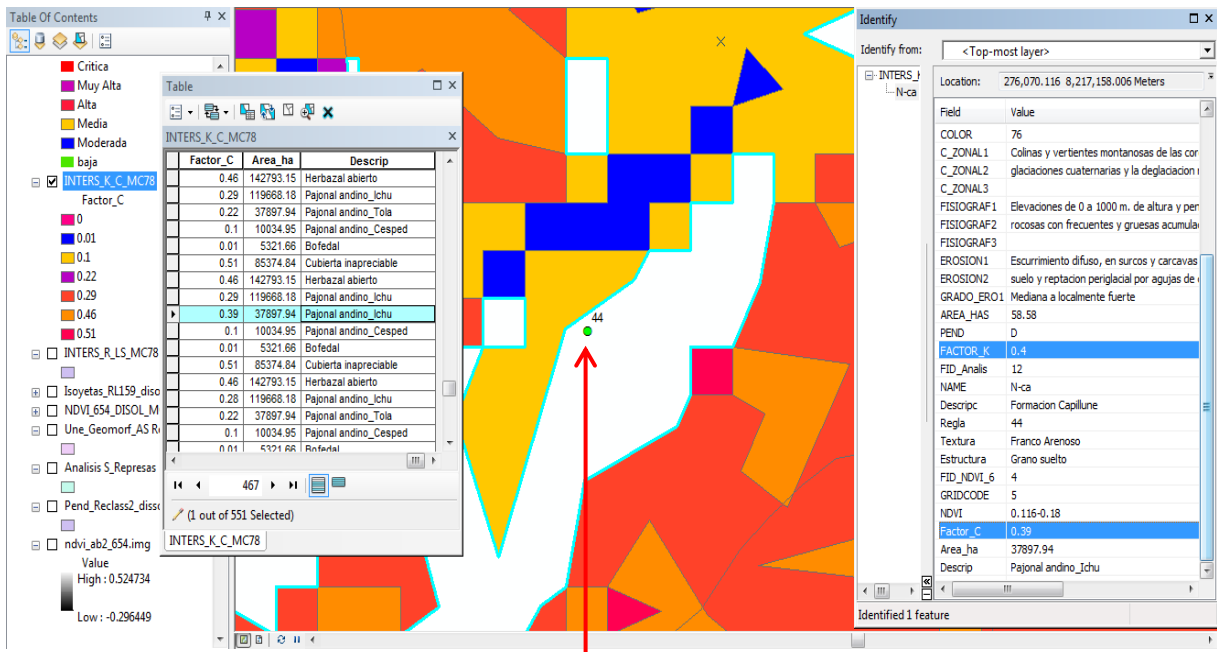 Table Of Contents
Critica
Muy Alta
Alta
Media
Moderada
baja
INTERS_K_C_MC78
Factor_C
0
0.01
0.1
0.22
0.29
0.46
0.51
INTERS_R_LS_MC78
Isoyetas_RL159_diso
NDVI_654_DISOL_M
Une_Geomorf_AS R
Analisis S_Represas
Pend_Reclass2_disso
ndvi_ab2_654.img
Value
High : 0.524734
Low : -0.296449
Table
INTERS_K_C_MC78
Factor_C Area_ha Descrip
0.46 142793.15 Herbazal abierto
0.29 119668.18 Pajonal andino_Ichu
0.22 37897.94 Pajonal andino_Tola
0.1 10034.95 Pajonal andino_Cesped
0.01 5321.66 Bofedal
0.51 85374.84 Cubierta inapreciable
0.46 142793.15 Herbazal abierto
0.29 119668.18 Pajonal andino_Ichu
0.39 37897.94 Pajonal andino_Ichu
0.1 10034.95 Pajonal andino_Cesped
0.01 5321.66 Bofedal
0.51 85374.84 Cubierta inapreciable
0.46 142793.15 Herbazal abierto
0.28 119668.18 Pajonal andino_Ichu
0.22 37897.94 Pajonal andino_Tola
0.1 10034.95 Pajonal andino_Cesped
0.01 5321.66 Bofedal
467
(1 out of 551 Selected)
INTERS_K_C_MC78
44
Identify
Identify from: <Top-most layer>
INTERS_K
N-ca
Location: 276,070.116 8,217,158.006 Meters
Field Value
COLOR 76
C_ZONAL1 Colinas y vertientes montanosas de las cor
C_ZONAL2 glaciaciones cuaternarias y la deglaciacion
C_ZONAL3
FISIOGRAF1 Elevaciones de 0 a 1000 m. de altura y pen
FISIOGRAF2 rocosas con frecuentes y gruesas acumula
FISIOGRAF3
EROSION1 Escurrimiento difuso, en surcos y carcavas
EROSION2 suelo y reptacion periglacial por agujas de
GRADO_ERO1 Mediana a localmente fuerte
AREA_HAS 58.58
PEND D
FACTOR_K 0.4
FID_Analis 12
NAME N-ca
Descripc Formacion Capillune
Regla 44
Textura Franco Arenoso
Estructura Grano suelto
FID_NDVI_6 4
GRIDCODE 5
NDVI 0.116-0.18
Factor_C 0.39
Area_ha 37897.94
Descrip Pajonal andino_Ichu
Identified 1 feature